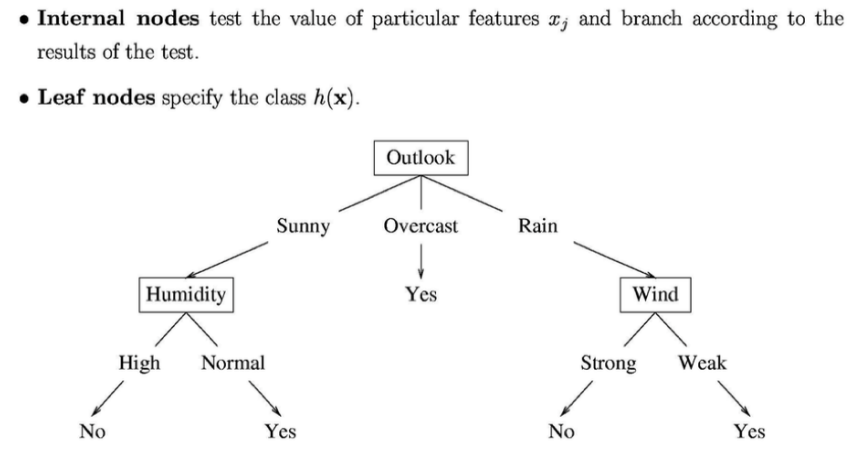 • Internal nodes test the value of particular features xⱼ and branch according to the
results of the test.
• Leaf nodes specify the class h(x).
Outlook
Sunny Overcast Rain
Humidity Yes Wind
High Normal Strong Weak
No Yes No Yes